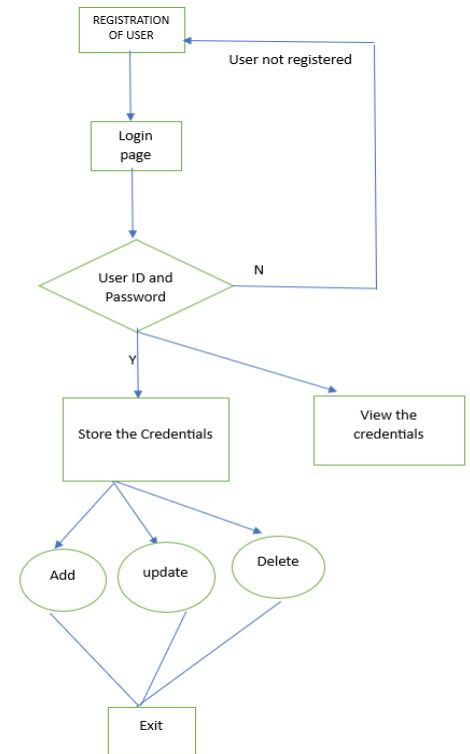 REGISTRATION
OF USER
User not registered
Login
page
User ID and
Password
N
Y
Store the Credentials
View the
credentials
Add
update
Delete
Exit